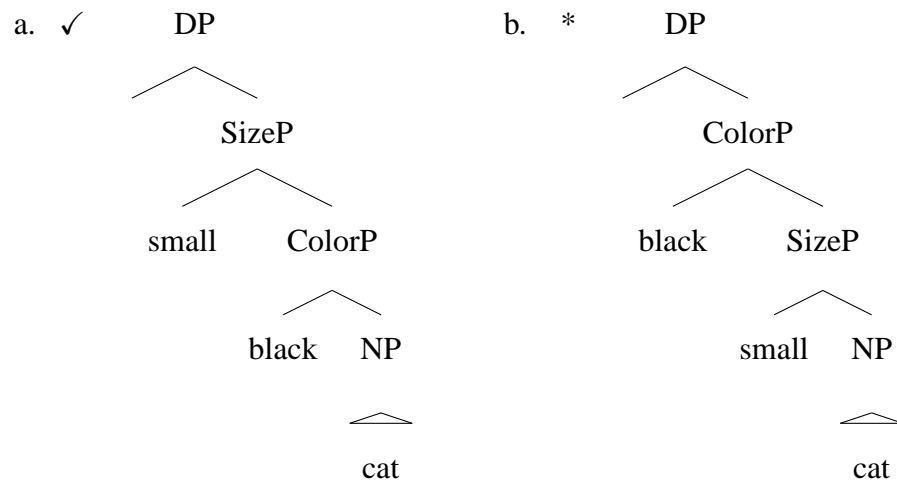 a. ✓ DP b. * DP
SizeP ColorP
small ColorP black SizeP
black NP small NP
cat cat